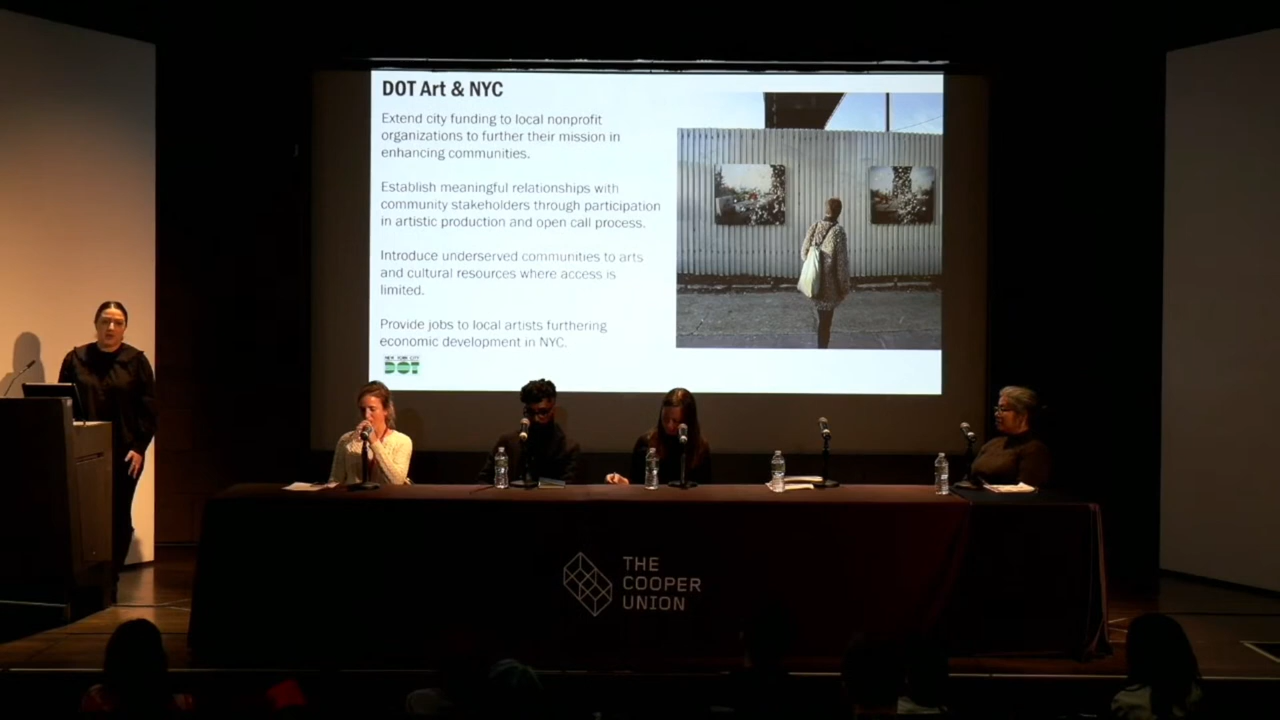 DOT Art & NYC
Extend city funding to local nonprofit
organizations to further their mission in
enhancing communities.
Establish meaningful relationships with
community stakeholders through participation
in artistic production and open call process.
Introduce underserved communities to arts
and cultural resources where access is
limited.
Provide jobs to local artists furthering
economic development in NYC.
NEW YORK CITY
DOT
THE
COOPER
UNION